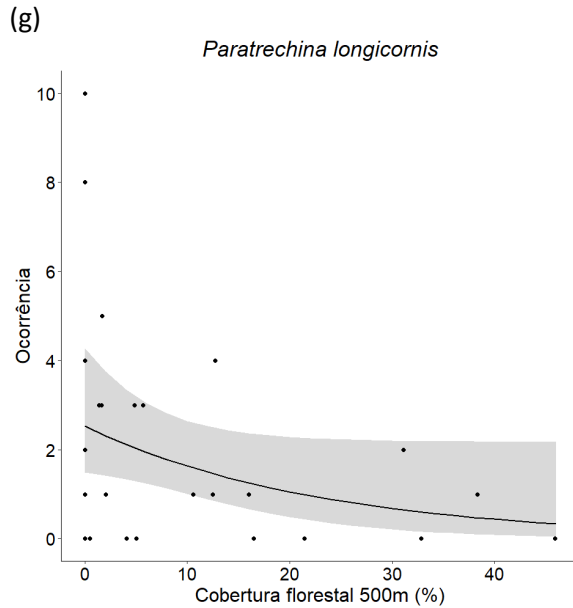 (g)
Paratrechina longicornis
10
8
6
4
2
0
Ocorrência
0 10 20 30 40
Cobertura florestal 500m (%)